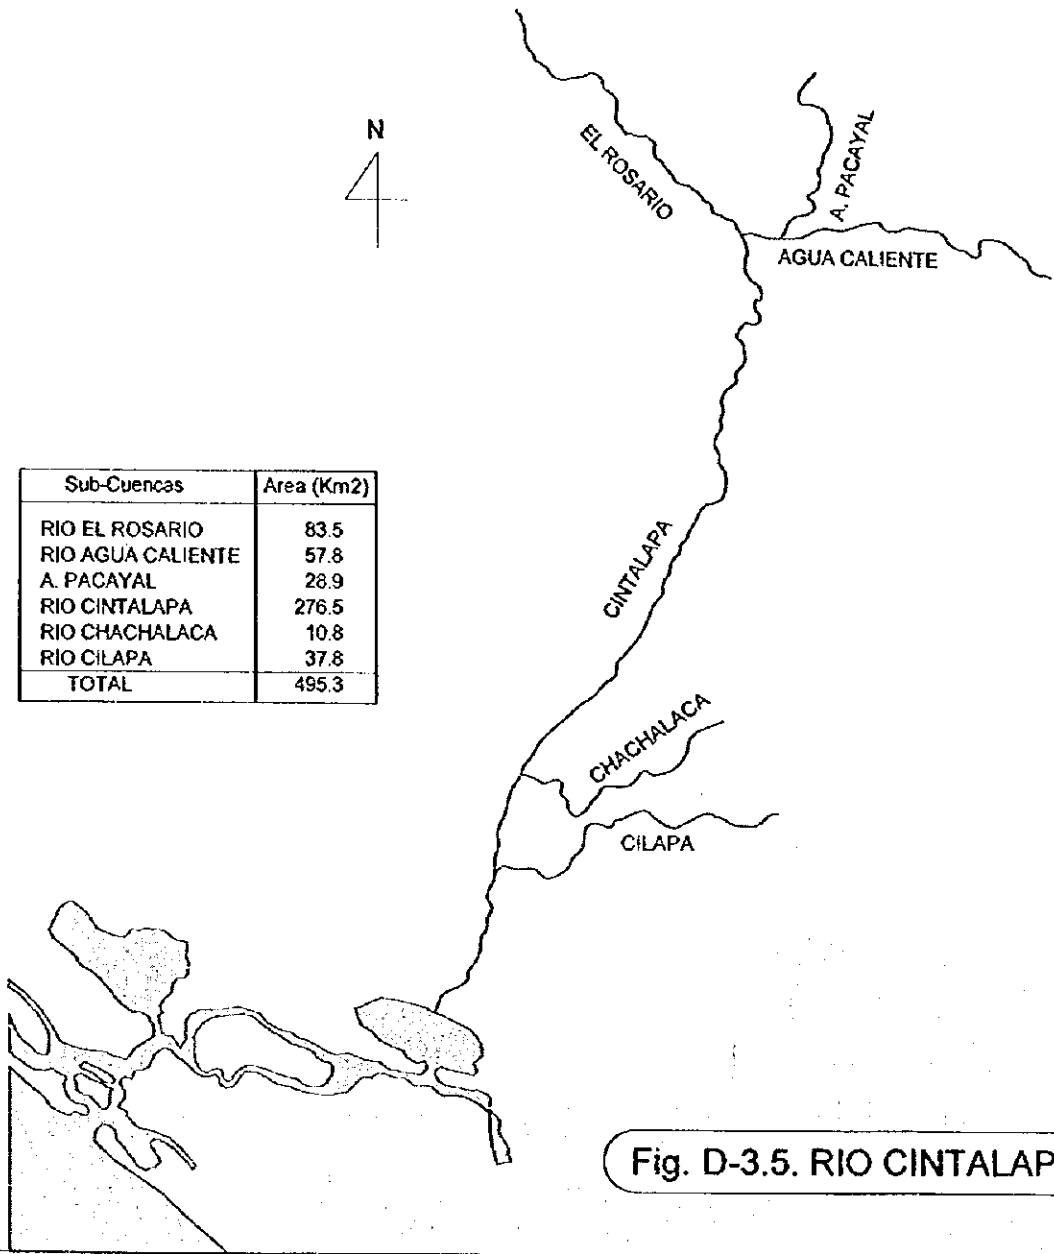 N
EL ROSARIO
A. PACAYAL
AGUA CALIENTE
Sub-Cuencas Area (Km2)
RIO EL ROSARIO 83.5
RIO AGUA CALIENTE 57.8
A. PACAYAL 28.9
RIO CINTALAPA 276.5
RIO CHACHALACA 10.8
RIO CILAPA 37.8
TOTAL 495.3
CINTALAPA
CHACHALACA
CILAPA
Fig. D-3.5. RIO CINTALAP